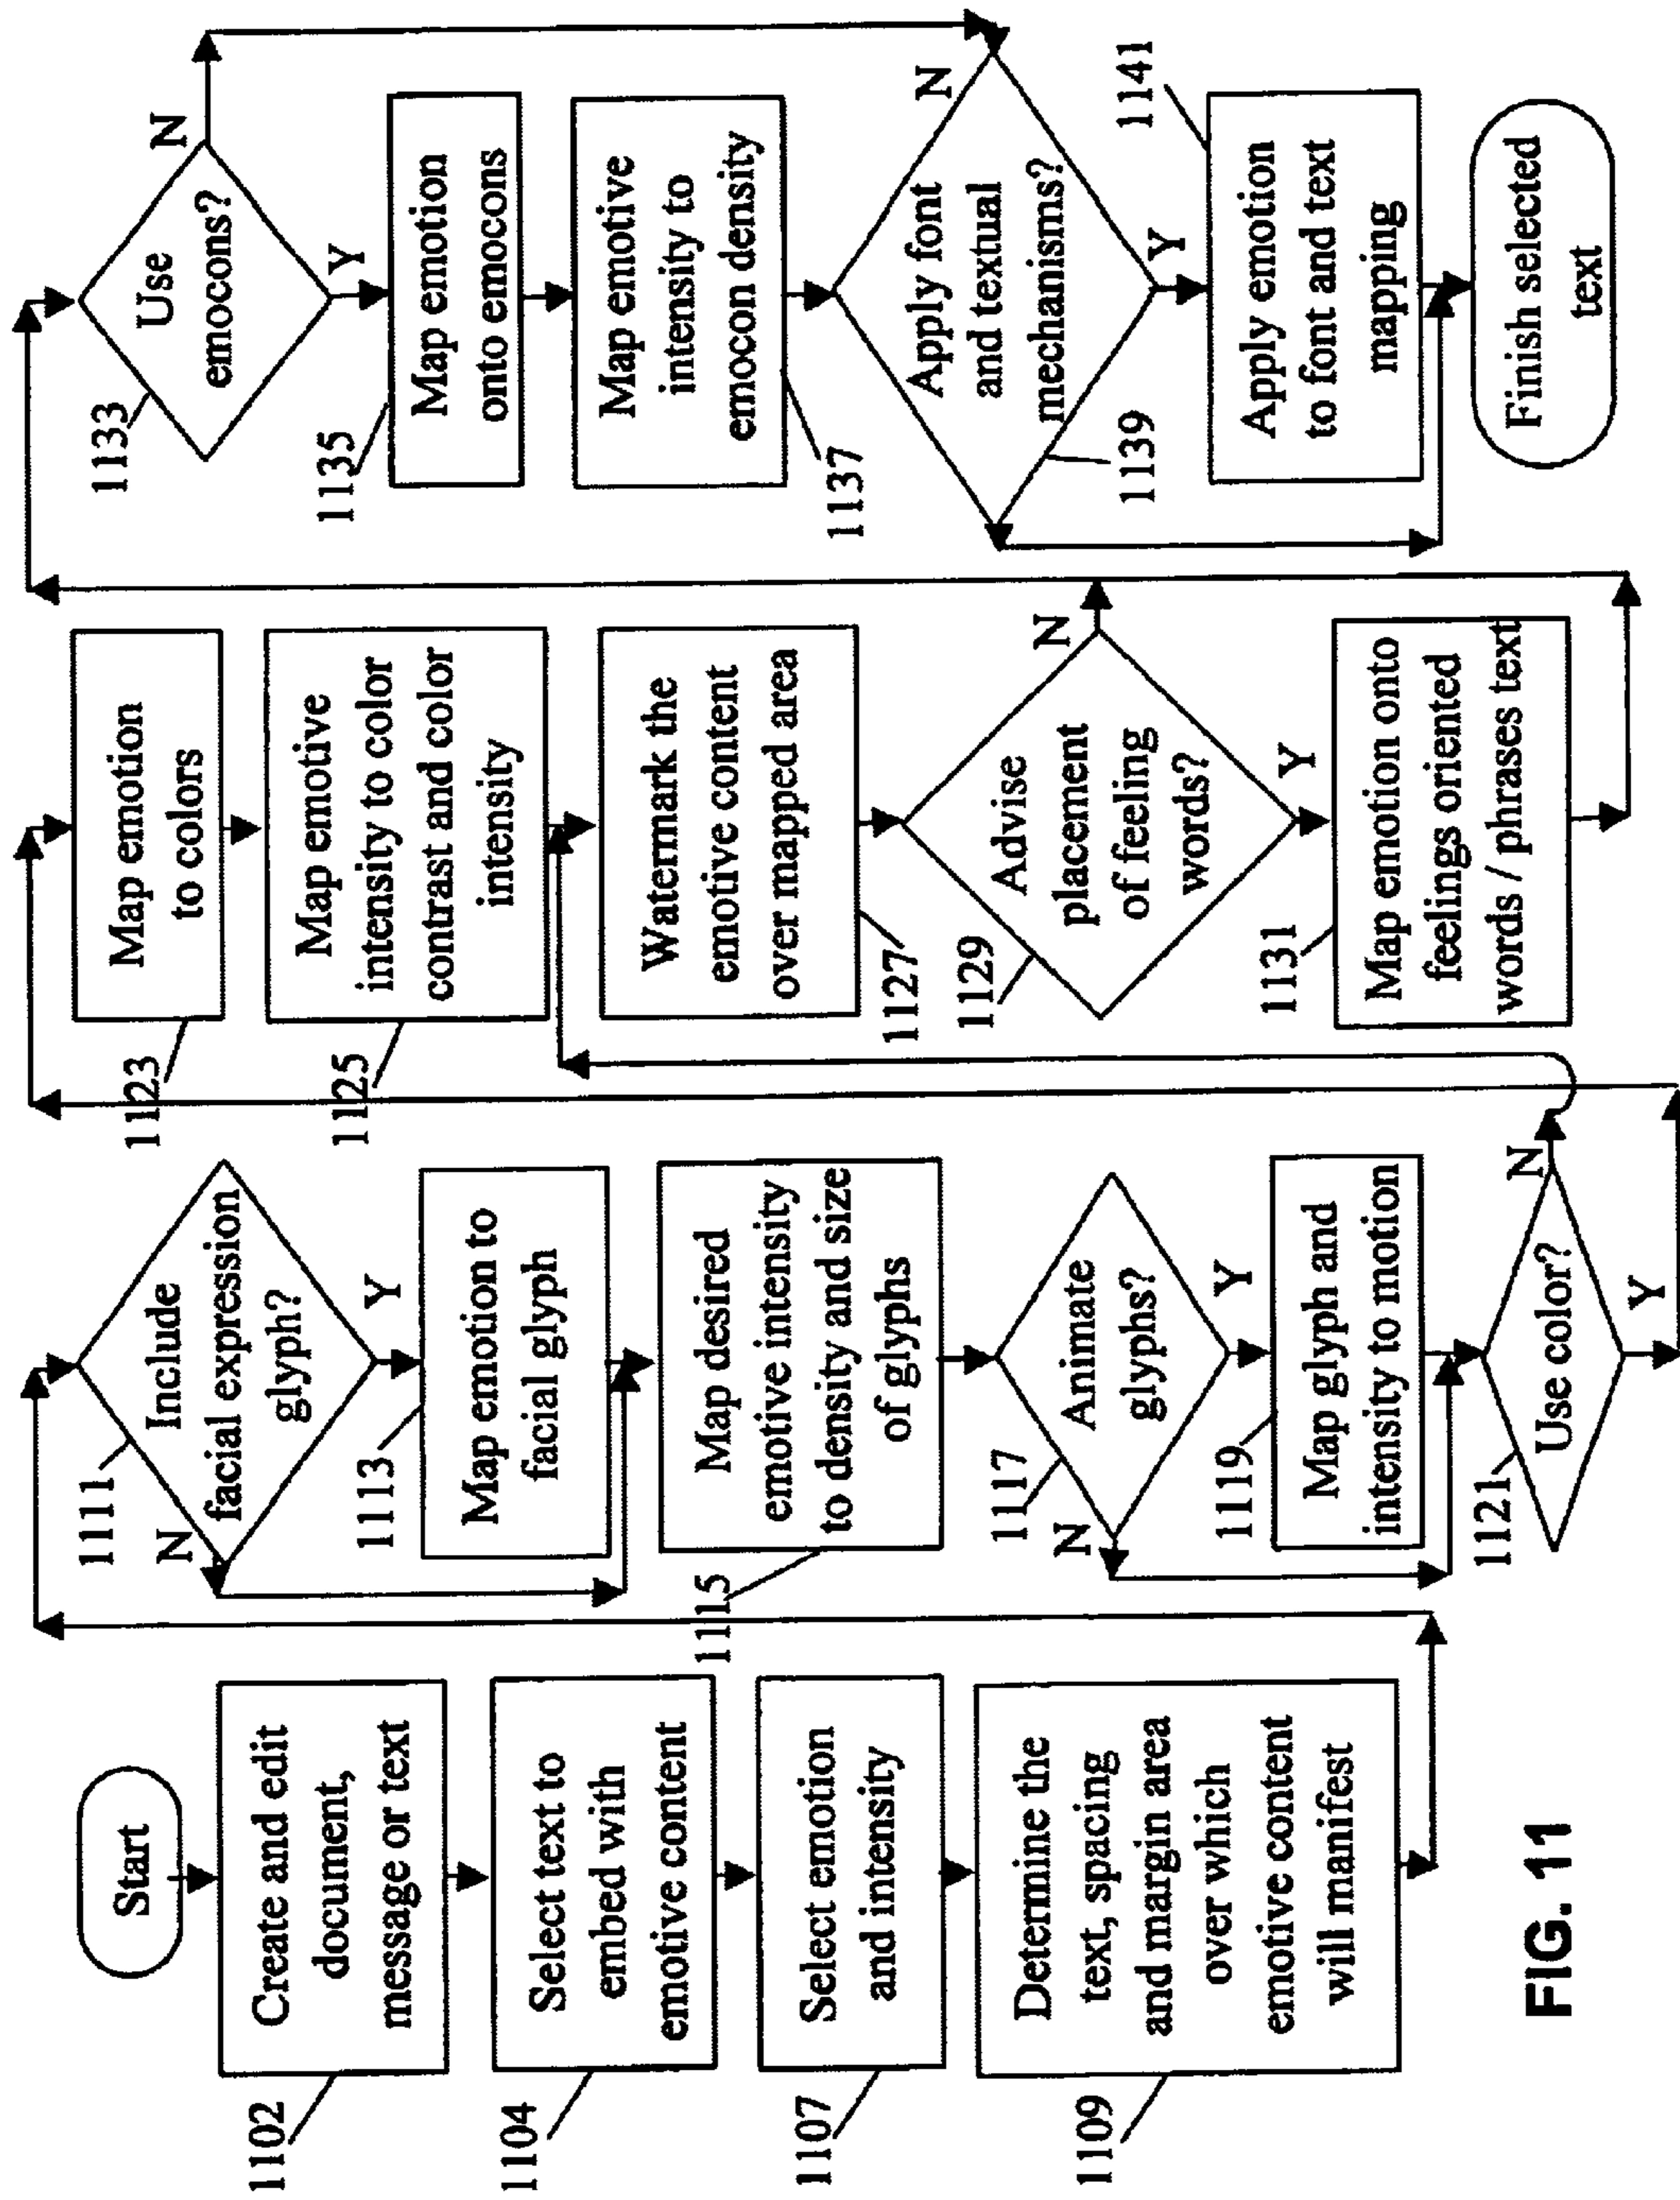 Start
Create and edit
document,
message or text
1102
Select text to
embed with
emotive content
1104
Select emotion
and intensity
1107
Determine the
text, spacing
and margin area
over which
emotive content
will manifest
1109
Include
facial expression
glyph?
1111
N
Y
Map emotion to
facial glyph
1113
Map desired
emotive intensity
to density and size
of glyphs
1115
Animate
glyphs?
1117
N
Y
Map glyph and
intensity to motion
1119
Use color?
1121
N
Y
Map emotion
to colors
1123
Map emotive
intensity to color
contrast and color
intensity
1125
Watermark the
emotive content
over mapped area
1127
Advise
placement
of feeling
words?
1129
N
Y
Map emotion onto
feelings oriented
words / phrases text
1131
Use
emocons?
1133
N
Y
Map emotion
onto emocons
1135
Map emotive
intensity to
emocon density
1137
Apply font
and textual
mechanisms?
1139
N
Y
Apply emotion
to font and text
mapping
1141
Finish selected
text
FIG. 11